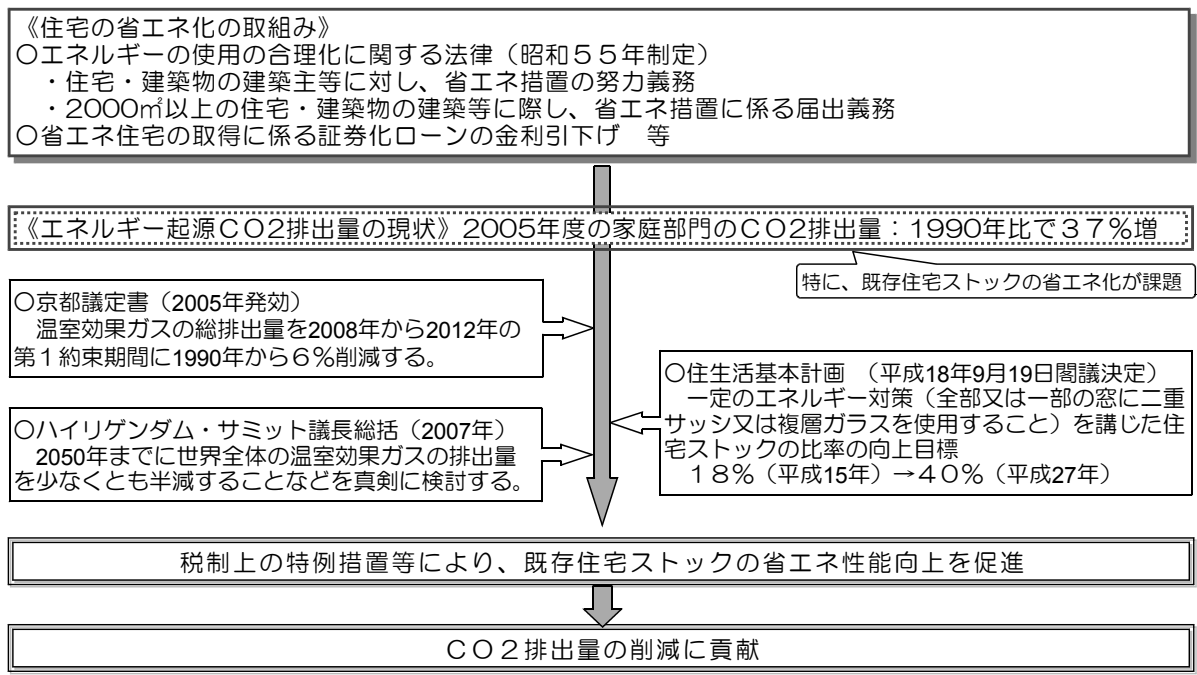 《住宅の省エネ化の取組み》
○エネルギーの使用の合理化に関する法律（昭和５５年制定）
・住宅・建築物の建築主等に対し、省エネ措置の努力義務
・2000㎡以上の住宅・建築物の建築等に際し、省エネ措置に係る届出義務
○省エネ住宅の取得に係る証券化ローンの金利引下げ　等
《エネルギー起源ＣＯ2排出量の現状》2005年度の家庭部門のＣＯ2排出量：1990年比で３７％増
特に、既存住宅ストックの省エネ化が課題
○京都議定書（2005年発効）
温室効果ガスの総排出量を2008年から2012年の
第１約束期間に1990年から６％削減する。
○住生活基本計画　（平成18年9月19日閣議決定）
一定のエネルギー対策（全部又は一部の窓に二重
サッシ又は複層ガラスを使用すること）を講じた住
宅ストックの比率の向上目標
１８％（平成15年）→４０％（平成27年）
○ハイリゲンダム・サミット議長総括（2007年）
2050年までに世界全体の温室効果ガスの排出量
を少なくとも半減することなどを真剣に検討する。
税制上の特例措置等により、既存住宅ストックの省エネ性能向上を促進
ＣＯ２排出量の削減に貢献